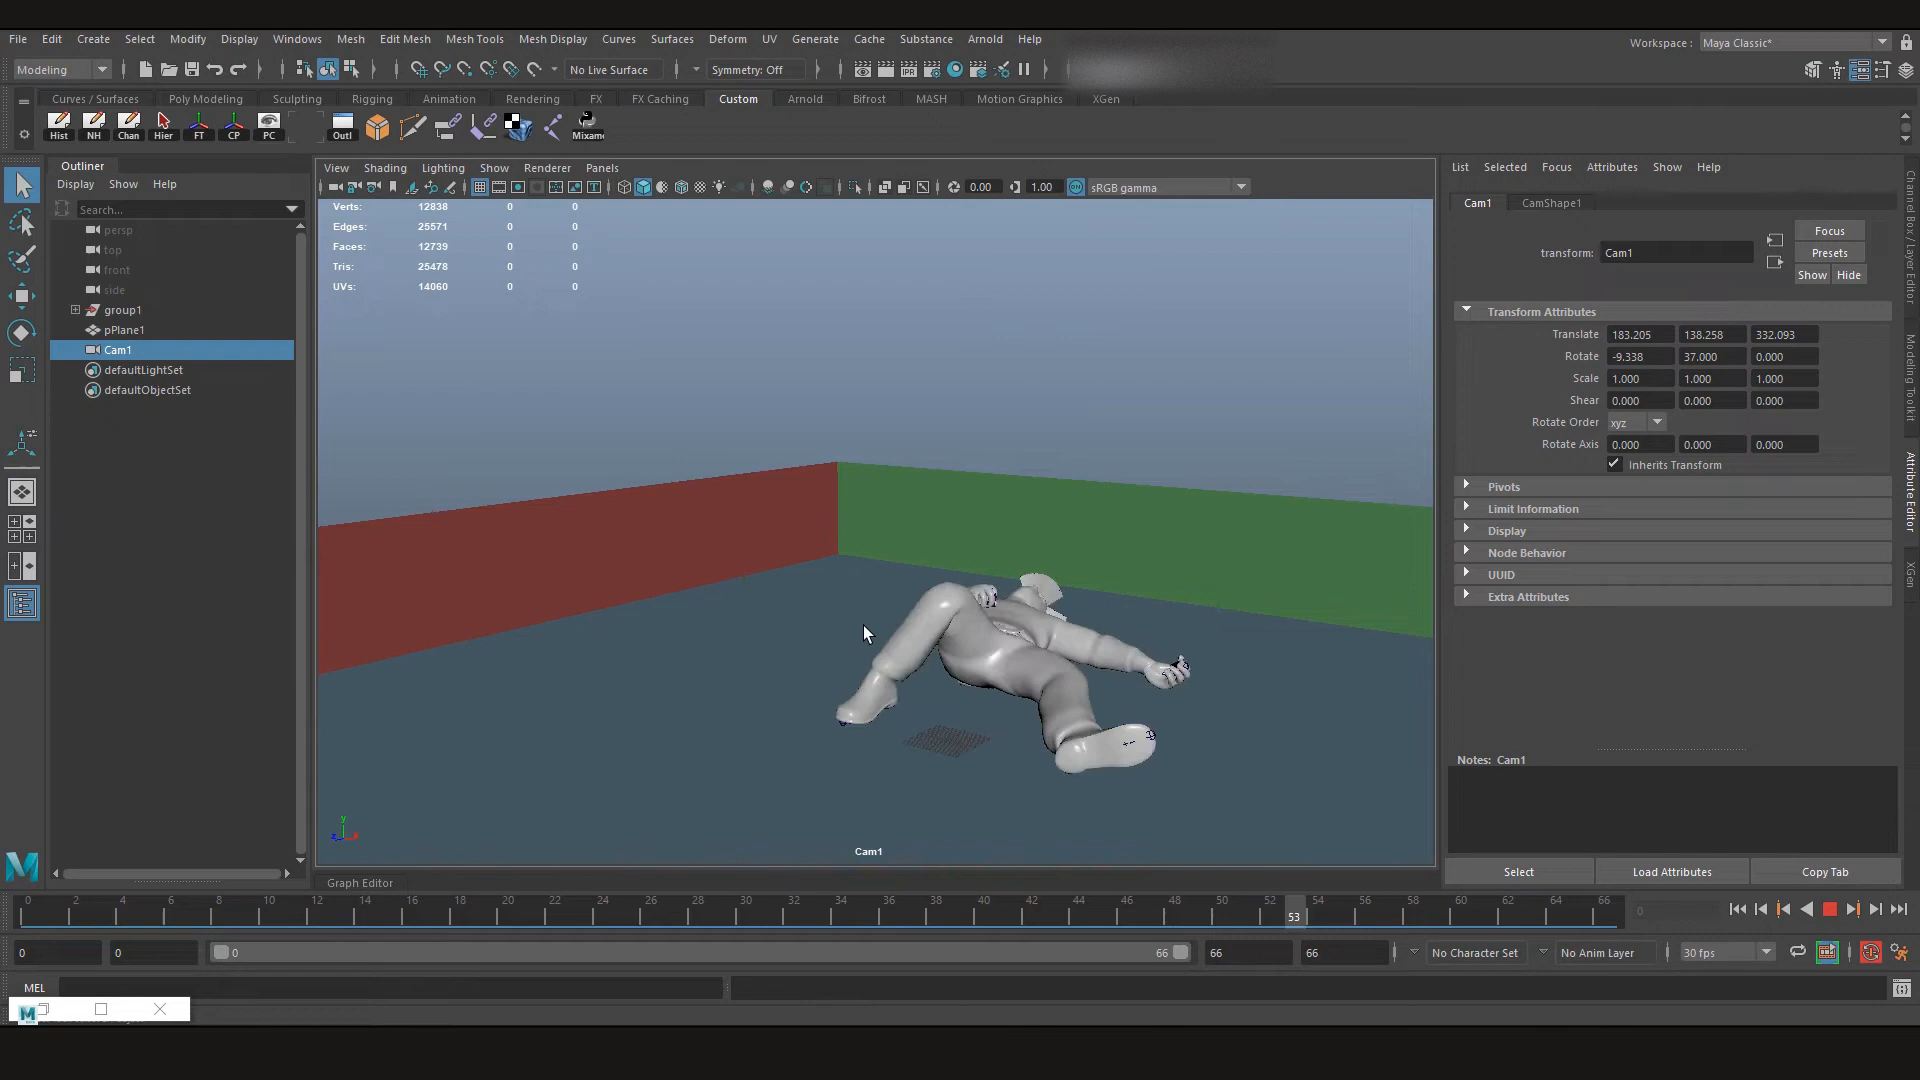 File Edit Create Select Modify Display Windows Mesh Edit Mesh Mesh Tools Mesh Display Curves Surfaces Deform UV Generate Cache Substance Arnold Help
Workspace : Maya Classic*
Modeling No Live Surface Symmetry: Off IPR
Curves / Surfaces Poly Modeling Sculpting Rigging Animation Rendering FX FX Caching Custom Arnold Bifrost MASH Motion Graphics XGen
Hist NH Chan Hier FT CP PC Outl Mixamo
Outliner
Display Show Help
Search...
persp
top
front
side
group1
pPlane1
Cam1
defaultLightSet
defaultObjectSet
View Shading Lighting Show Renderer Panels
0.00 1.00 ON sRGB gamma
Verts: 12838 0 0
Edges: 25571 0 0
Faces: 12739 0 0
Tris: 25478 0 0
UVs: 14060 0 0
y
z x
Cam1
List Selected Focus Attributes Show Help
Cam1 CamShape1
transform: Cam1
Focus
Presets
Show Hide
Transform Attributes
Translate 183.205 138.258 332.093
Rotate -9.338 37.000 0.000
Scale 1.000 1.000 1.000
Shear 0.000 0.000 0.000
Rotate Order xyz
Rotate Axis 0.000 0.000 0.000
Inherits Transform
Pivots
Limit Information
Display
Node Behavior
UUID
Extra Attributes
Notes: Cam1
Select Load Attributes Copy Tab
Channel Box / Layer Editor
Modeling Toolkit
Attribute Editor
XGen
Graph Editor
0 2 4 6 8 10 12 14 16 18 20 22 24 26 28 30 32 34 36 38 40 42 44 46 48 50 52 54 56 58 60 62 64 66
53
0
0 0 0 66 66 66 No Character Set No Anim Layer 30 fps
MEL